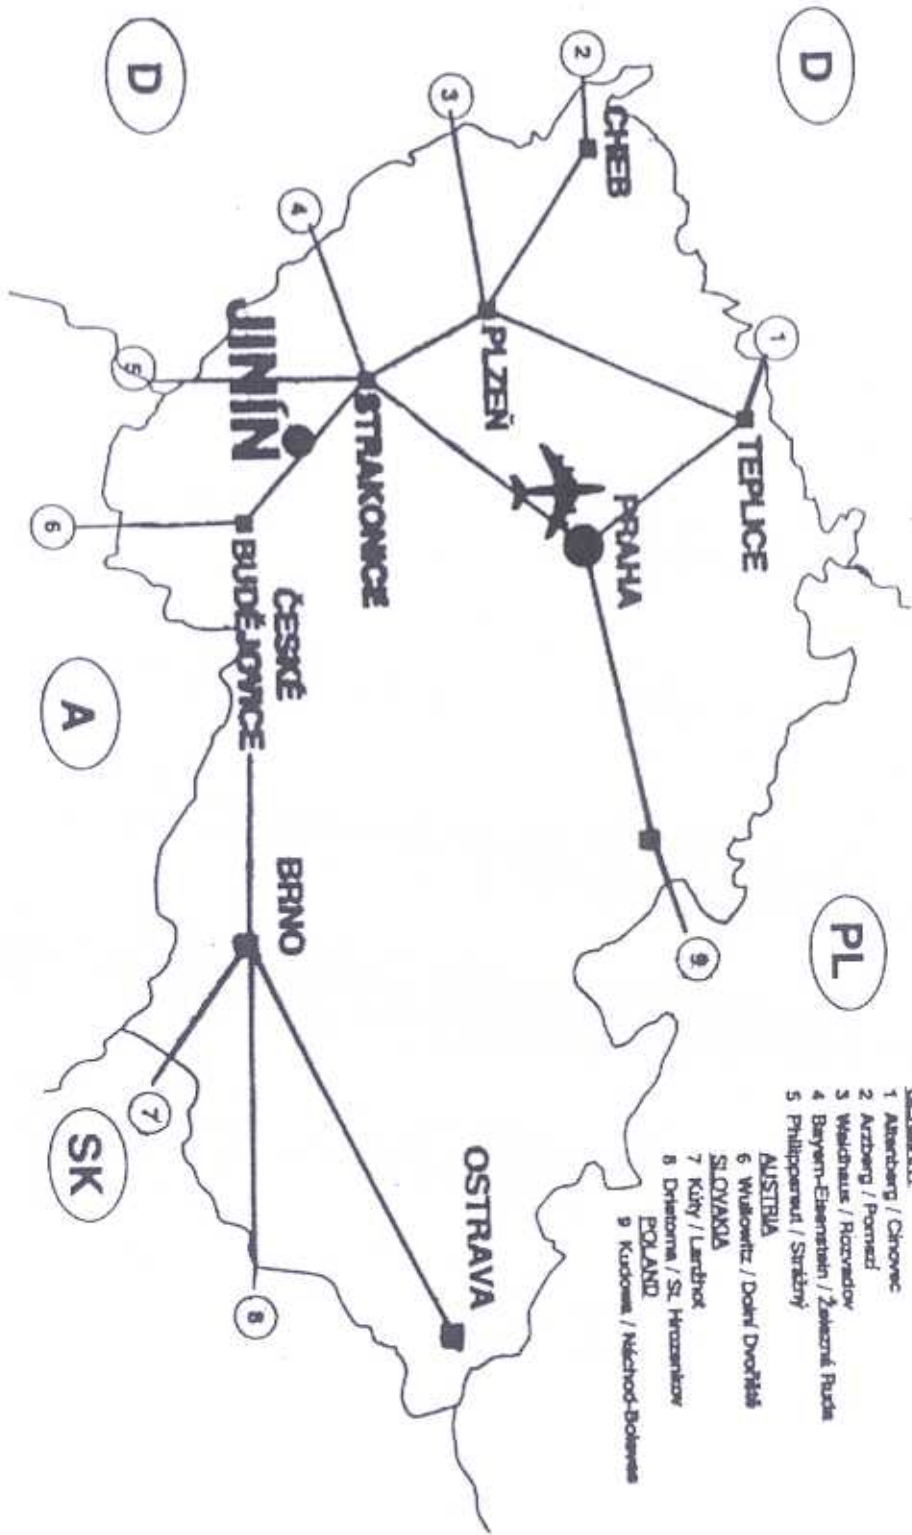 D
D
PL
A
SK
1
2
3
4
5
6
7
8
9
CHEB
TEPLICE
PLZEŇ
PRAHA
STRAKONICE
JINÍN
ČESKÉ
BUDĚJOVICE
BRNO
OSTRAVA
1 Altenberg / Cínovec
2 Arzberg / Pomezí
3 Waidhaus / Rozvadov
4 Bayern-Eisenstein / Železná Ruda
5 Philippsreut / Strážný
AUSTRIA
6 Wullowitz / Dolní Dvořiště
SLOVAKIA
7 Kúty / Lanžhot
8 Drietoma / St. Hrozenkov
POLAND
9 Kudowa / Náchod-Beloves